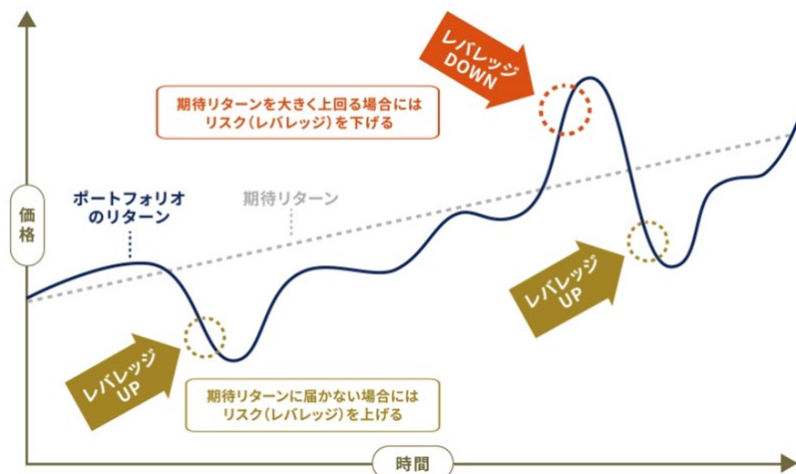 レバレッジ
DOWN
期待リターンを大きく上回る場合には
リスク(レバレッジ)を下げる
ポートフォリオ
のリターン
期待リターン
価格
レバレッジ
UP
レバレッジ
UP
期待リターンに届かない場合には
リスク(レバレッジ)を上げる
時間